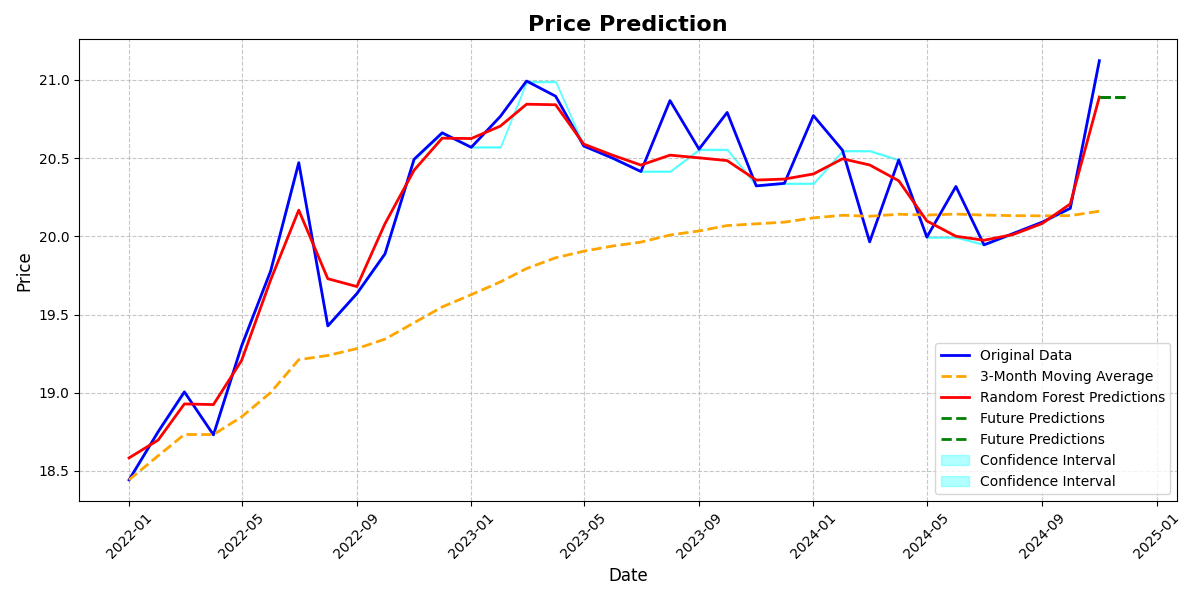 Price Prediction
Price
21.0
20.5
20.0
19.5
19.0
18.5
Original Data
3-Month Moving Average
Random Forest Predictions
Future Predictions
Future Predictions
Confidence Interval
Confidence Interval
2022-01
2022-05
2022-09
2023-01
2023-05
2023-09
2024-01
2024-05
2024-09
2025-01
Date